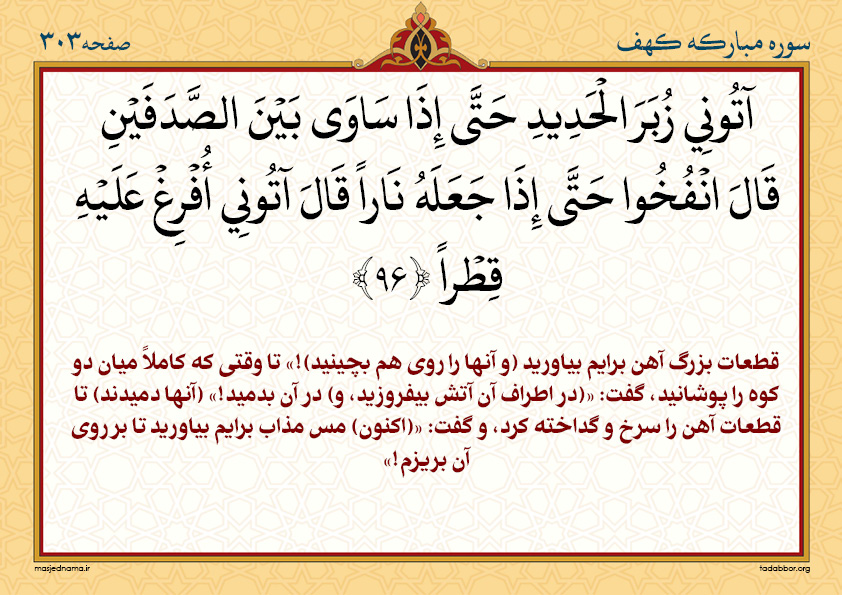 سوره مبارکه کهف
صفحه ۳۰۳
آتُونِي زُبَرَ الْحَدِيدِ حَتَّى إِذَا سَاوَى بَيْنَ الصَّدَفَيْنِ
قَالَ انْفُخُوا حَتَّى إِذَا جَعَلَهُ نَاراً قَالَ آتُونِي أُفْرِغْ عَلَيْهِ
قِطْراً ﴿۹۶﴾
قطعات بزرگ آهن برایم بیاورید (و آنها را روی هم بچینید)!» تا وقتی که کاملاً میان دو
کوه را پوشانید، گفت: «(در اطراف آن آتش بیفروزید، و) در آن بدمید!» (آنها دمیدند) تا
قطعات آهن را سرخ و گداخته کرد، و گفت: «(اکنون) مس مذاب برایم بیاورید تا بر روی
آن بریزم!»
masjednama.ir
tadabbor.org